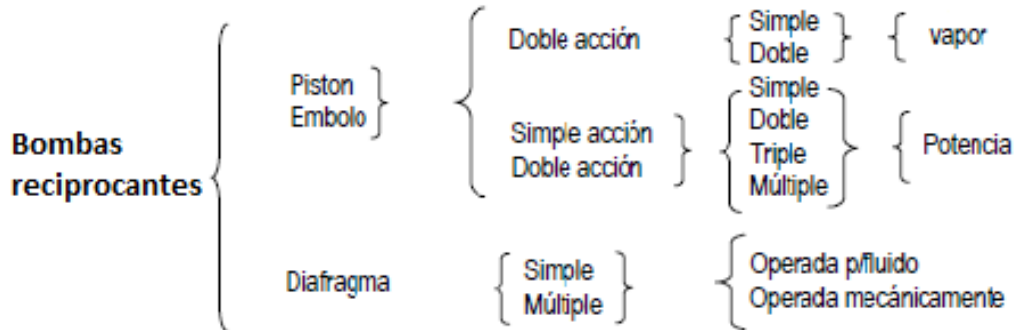 Bombas
reciprocantes
Piston
Embolo
Doble acción
Simple
Doble
vapor
Simple acción
Doble acción
Simple
Doble
Triple
Múltiple
Potencia
Diafragma
Simple
Múltiple
Operada p/fluido
Operada mecánicamente